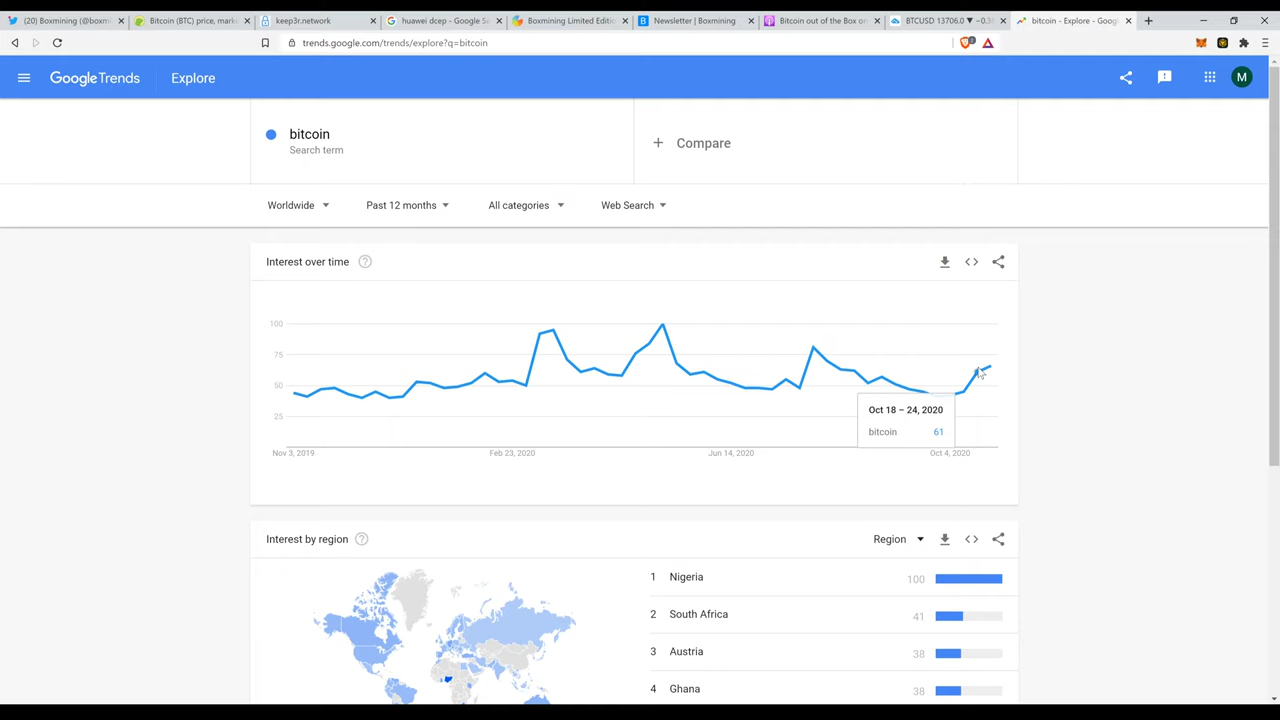 (20) Boxmining (@boxmi
Bitcoin (BTC) price, marke
keep3r.network
huawei dcep - Google Se
Boxmining Limited Editio
Newsletter | Boxmining
Bitcoin out of the Box on
BTCUSD 13706.0 ▼ −0.3
bitcoin - Explore - Googl
trends.google.com/trends/explore?q=bitcoin
Google Trends
Explore
M
bitcoin
Search term
+ Compare
Worldwide
Past 12 months
All categories
Web Search
Interest over time
100
75
50
25
Oct 18 – 24, 2020
bitcoin 61
Nov 3, 2019
Feb 23, 2020
Jun 14, 2020
Oct 4, 2020
Interest by region
Region
1 Nigeria 100
2 South Africa 41
3 Austria 38
4 Ghana 38